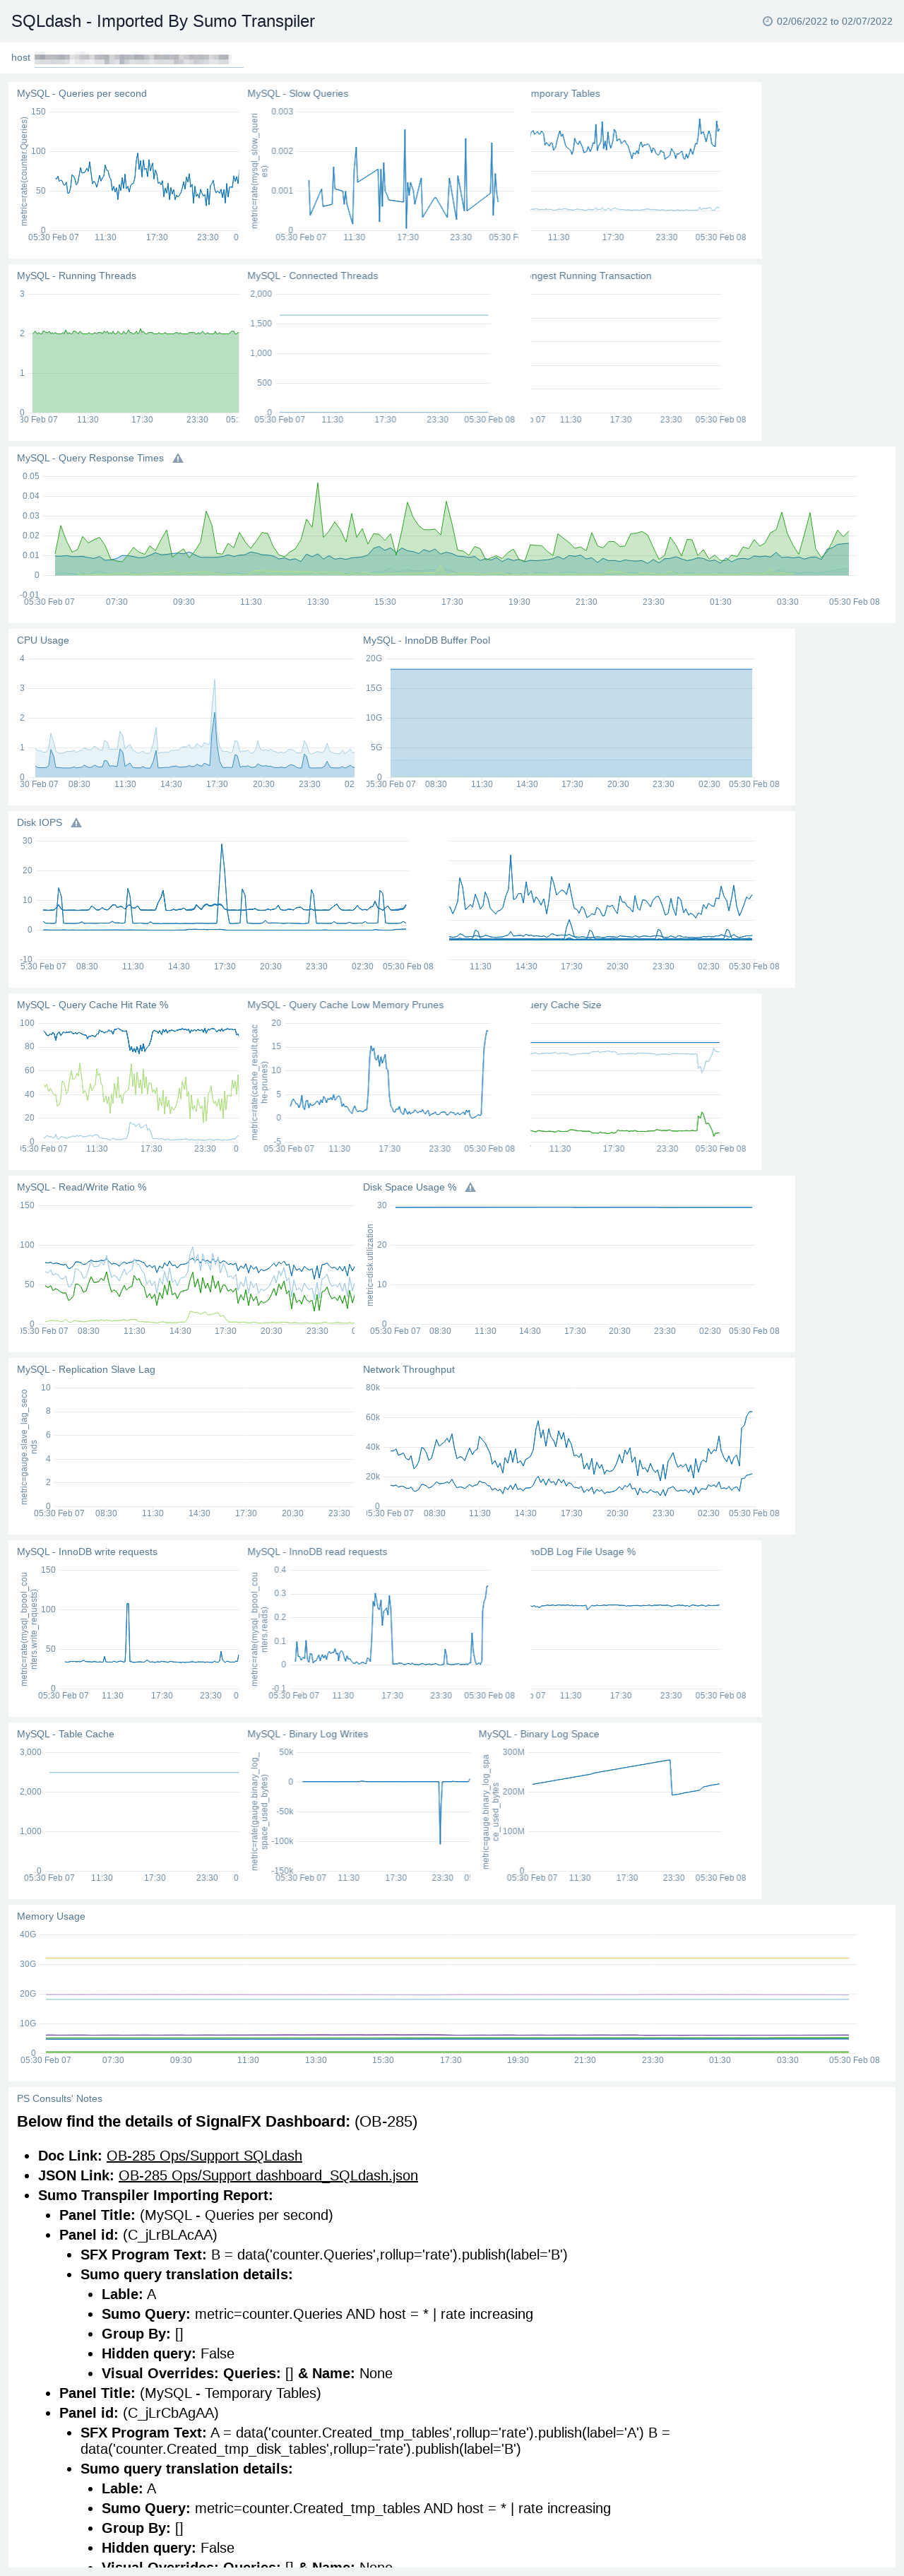 SQLdash - Imported By Sumo Transpiler
02/06/2022 to 02/07/2022
host
MySQL - Queries per second
metric=rate(counter.Queries)
150
100
50
0
05:30 Feb 07 11:30 17:30 23:30 0
MySQL - Slow Queries
metric=rate(mysql_slow_queri
es)
0.003
0.002
0.001
0
05:30 Feb 07 11:30 17:30 23:30 05:30 F
mporary Tables
11:30 17:30 23:30 05:30 Feb 08
MySQL - Running Threads
3
2
1
0
30 Feb 07 11:30 17:30 23:30 05:
MySQL - Connected Threads
2,000
1,500
1,000
500
0
05:30 Feb 07 11:30 17:30 23:30 05:30 Feb 08
ngest Running Transaction
07 11:30 17:30 23:30 05:30 Feb 08
MySQL - Query Response Times
0.05
0.04
0.03
0.02
0.01
0
-0.01
05:30 Feb 07 07:30 09:30 11:30 13:30 15:30 17:30 19:30 21:30 23:30 01:30 03:30 05:30 Feb 08
CPU Usage
4
3
2
1
0
30 Feb 07 08:30 11:30 14:30 17:30 20:30 23:30 02
MySQL - InnoDB Buffer Pool
20G
15G
10G
5G
0
05:30 Feb 07 08:30 11:30 14:30 17:30 20:30 23:30 02:30 05:30 Feb 08
Disk IOPS
30
20
10
0
-10
5:30 Feb 07 08:30 11:30 14:30 17:30 20:30 23:30 02:30 05:30 Feb 08
11:30 14:30 17:30 20:30 23:30 02:30 05:30 Feb 08
MySQL - Query Cache Hit Rate %
100
80
60
40
20
0
05:30 Feb 07 11:30 17:30 23:30 0
MySQL - Query Cache Low Memory Prunes
metric=rate(cache_result.qcac
he-prunes)
20
15
10
5
0
-5
05:30 Feb 07 11:30 17:30 23:30 05:30 Feb 08
uery Cache Size
11:30 17:30 23:30 05:30 Feb 08
MySQL - Read/Write Ratio %
150
100
50
0
05:30 Feb 07 08:30 11:30 14:30 17:30 20:30 23:30 0
Disk Space Usage %
metric=disk.utilization
30
20
10
0
05:30 Feb 07 08:30 11:30 14:30 17:30 20:30 23:30 02:30 05:30 Feb 08
MySQL - Replication Slave Lag
metric=gauge.slave_lag_seco
nds
10
8
6
4
2
0
05:30 Feb 07 08:30 11:30 14:30 17:30 20:30 23:30
Network Throughput
80k
60k
40k
20k
0
05:30 Feb 07 08:30 11:30 14:30 17:30 20:30 23:30 02:30 05:30 Feb 08
MySQL - InnoDB write requests
metric=rate(mysql_bpool_cou
nters.write_requests)
150
100
50
0
05:30 Feb 07 11:30 17:30 23:30 0
MySQL - InnoDB read requests
metric=rate(mysql_bpool_cou
nters.reads)
0.4
0.3
0.2
0.1
0
-0.1
05:30 Feb 07 11:30 17:30 23:30 05:30 Feb 08
noDB Log File Usage %
07 11:30 17:30 23:30 05:30 Feb 08
MySQL - Table Cache
3,000
2,000
1,000
0
05:30 Feb 07 11:30 17:30 23:30 0
MySQL - Binary Log Writes
metric=rate(gauge.binary_log_
space_used_bytes)
50k
0
-50k
-100k
-150k
05:30 Feb 07 11:30 17:30 23:30 0
MySQL - Binary Log Space
metric=gauge.binary_log_spa
ce_used_bytes
300M
200M
100M
0
05:30 Feb 07 11:30 17:30 23:30 05:30 Feb 08
Memory Usage
40G
30G
20G
10G
0
05:30 Feb 07 07:30 09:30 11:30 13:30 15:30 17:30 19:30 21:30 23:30 01:30 03:30 05:30 Feb 08
PS Consults' Notes
Below find the details of SignalFX Dashboard: (OB-285)
• Doc Link: OB-285 Ops/Support SQLdash
• JSON Link: OB-285 Ops/Support dashboard_SQLdash.json
• Sumo Transpiler Importing Report:
• Panel Title: (MySQL - Queries per second)
• Panel id: (C_jLrBLAcAA)
• SFX Program Text: B = data('counter.Queries',rollup='rate').publish(label='B')
• Sumo query translation details:
• Lable: A
• Sumo Query: metric=counter.Queries AND host = * | rate increasing
• Group By: []
• Hidden query: False
• Visual Overrides: Queries: [] & Name: None
• Panel Title: (MySQL - Temporary Tables)
• Panel id: (C_jLrCbAgAA)
• SFX Program Text: A = data('counter.Created_tmp_tables',rollup='rate').publish(label='A') B =
data('counter.Created_tmp_disk_tables',rollup='rate').publish(label='B')
• Sumo query translation details:
• Lable: A
• Sumo Query: metric=counter.Created_tmp_tables AND host = * | rate increasing
• Group By: []
• Hidden query: False
• Visual Overrides: Queries: [] & Name: None